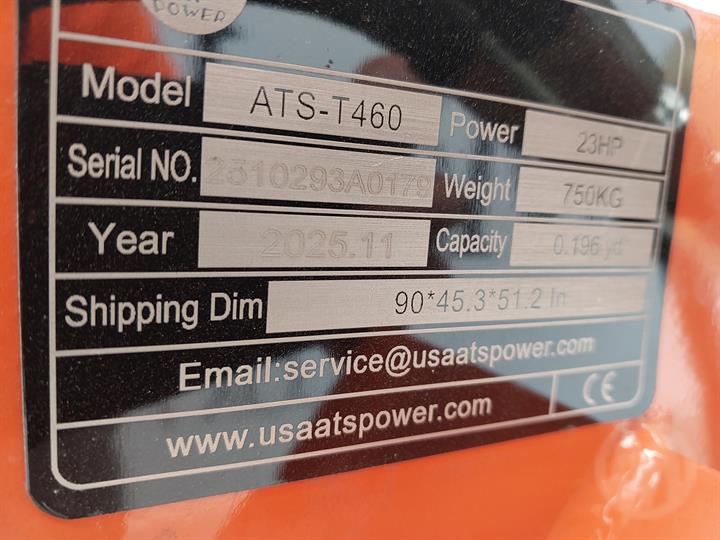 POWER
Model ATS-T460 Power 23HP
Serial NO. 2510293A0179 Weight 750KG
Year 2025.11 Capacity 0.196 yd
Shipping Dim 90*45.3*51.2 In
Email:service@usaatspower.com
www.usaatspower.com CE